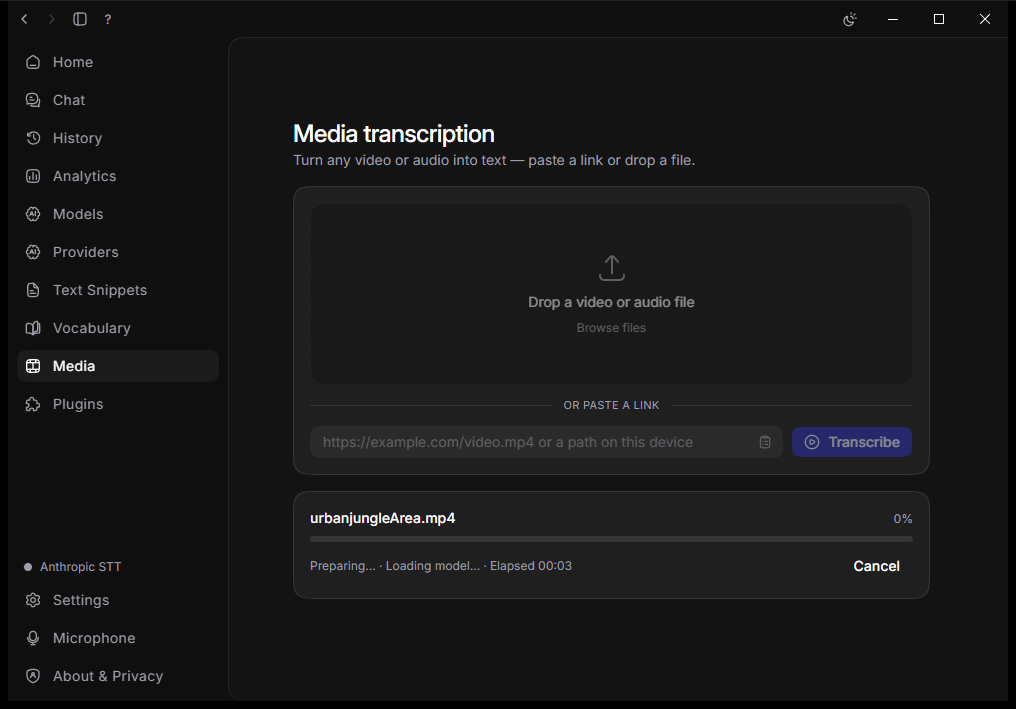 ?
Home
Chat
History
Analytics
Models
Providers
Text Snippets
Vocabulary
Media
Plugins
Anthropic STT
Settings
Microphone
About & Privacy
Media transcription
Turn any video or audio into text — paste a link or drop a file.
Drop a video or audio file
Browse files
OR PASTE A LINK
https://example.com/video.mp4 or a path on this device
Transcribe
urbanjungleArea.mp4 0%
Preparing... · Loading model... · Elapsed 00:03 Cancel